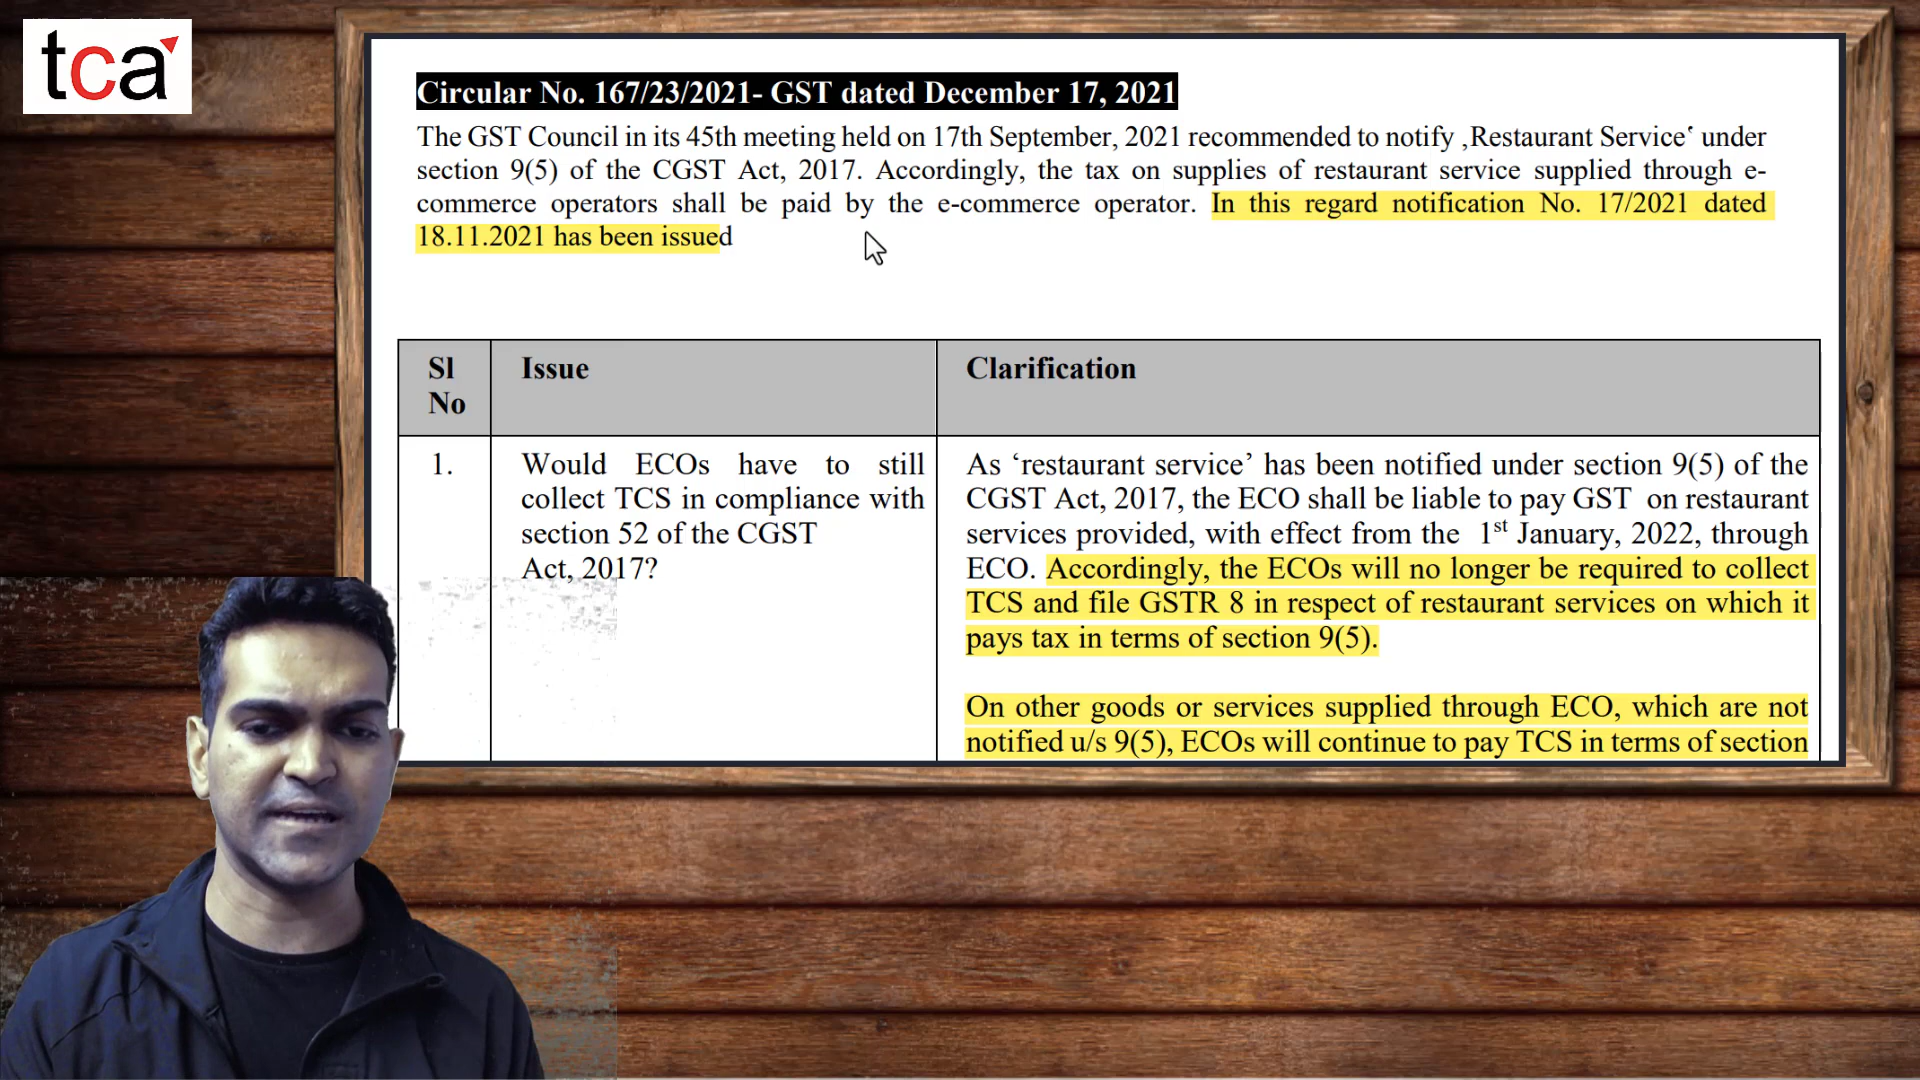 tca
Circular No. 167/23/2021- GST dated December 17, 2021
The GST Council in its 45th meeting held on 17th September, 2021 recommended to notify ‚Restaurant Service‛ under
section 9(5) of the CGST Act, 2017. Accordingly, the tax on supplies of restaurant service supplied through e-
commerce operators shall be paid by the e-commerce operator. In this regard notification No. 17/2021 dated
18.11.2021 has been issued
Sl
No
Issue
Clarification
1.
Would ECOs have to still
collect TCS in compliance with
section 52 of the CGST
Act, 2017?
As ‘restaurant service’ has been notified under section 9(5) of the
CGST Act, 2017, the ECO shall be liable to pay GST on restaurant
services provided, with effect from the 1st January, 2022, through
ECO. Accordingly, the ECOs will no longer be required to collect
TCS and file GSTR 8 in respect of restaurant services on which it
pays tax in terms of section 9(5).
On other goods or services supplied through ECO, which are not
notified u/s 9(5), ECOs will continue to pay TCS in terms of section